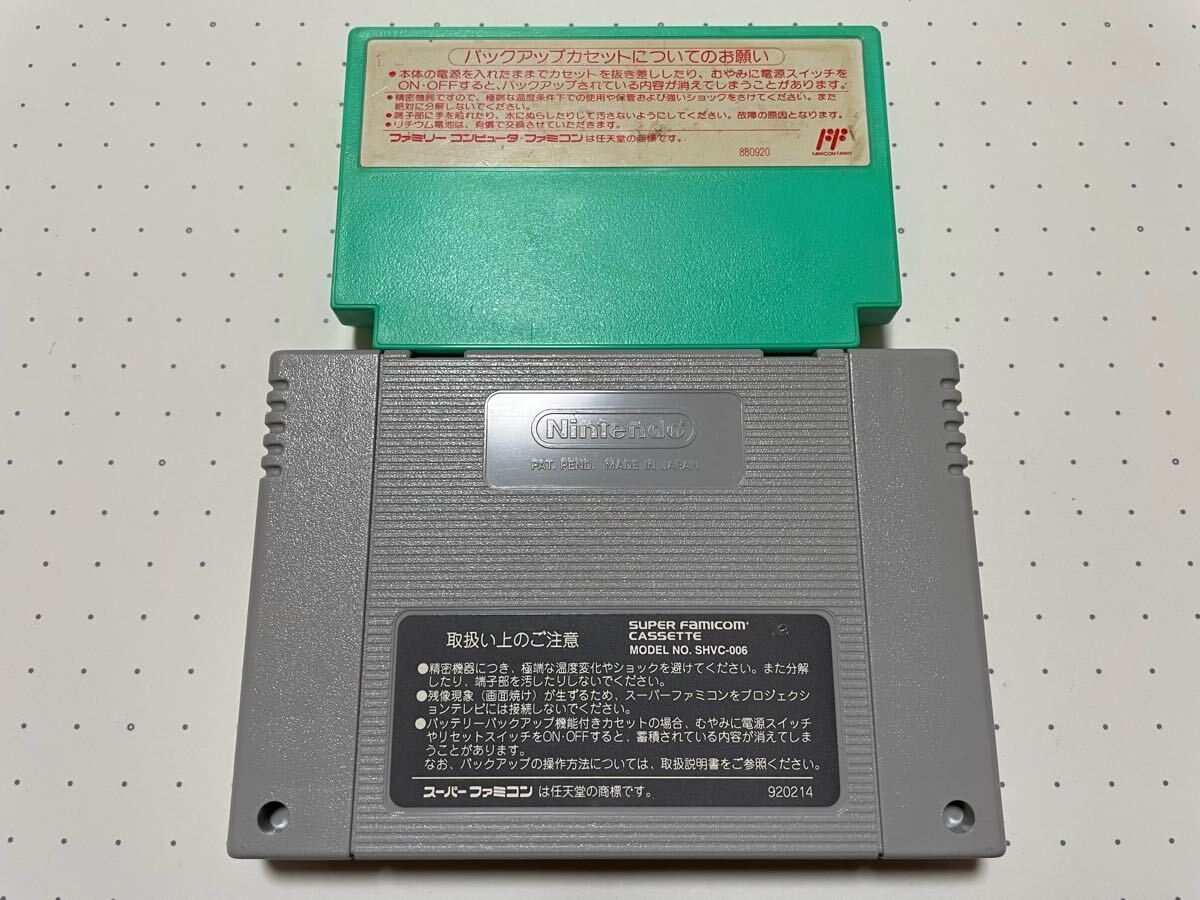 バックアップカセットについてのお願い
●本体の電源を入れたままでカセットを抜き差ししたり、むやみに電源スイッチを
ON・OFFすると、バックアップされている内容が消えてしまうことがあります。
●精密機器ですので、極端な温度条件下での使用や保管および強いショックをさけてください。また
絶対に分解しないでください。
●端子部に手を触れたり、水にぬらしたりして汚さないようにしてください。故障の原因となります。
●リチウム電池は、有償で交換させていただきます。
ファミリーコンピュータ・ファミコンは任天堂の商標です。
880920
FAMICOM FAMILY
Nintendo
PAT. PEND. MADE IN JAPAN
取扱い上のご注意
SUPER FAMICOM
CASSETTE
MODEL NO. SHVC-006
●精密機器につき、極端な温度変化やショックを避けてください。また分解
したり、端子部を汚したりしないでください。
●残像現象(画面焼け)が生ずるため、スーパーファミコンをプロジェクシ
ョンテレビには接続しないでください。
●バッテリーバックアップ機能付きカセットの場合、むやみに電源スイッチ
やリセットスイッチをON・OFFすると、蓄積されている内容が消えてしま
うことがあります。
なお、バックアップの操作方法については、取扱説明書をご参照ください。
スーパーファミコンは任天堂の商標です。
920214